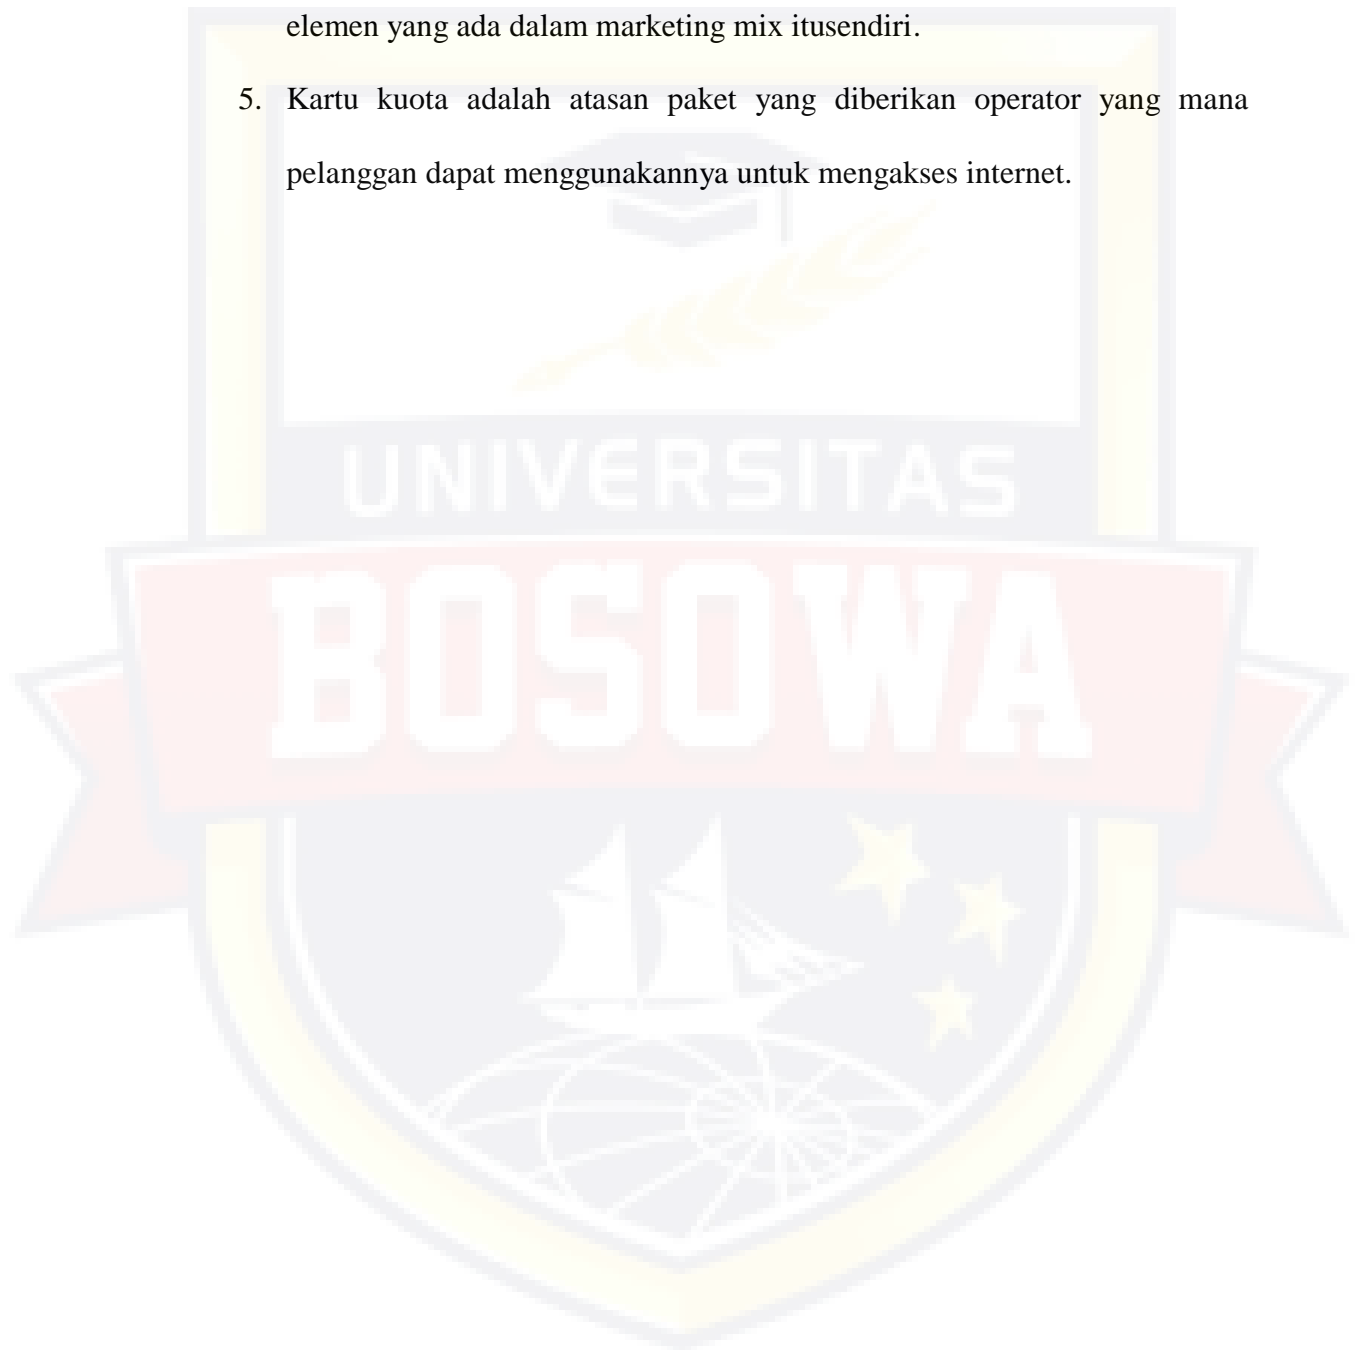 elemen yang ada dalam marketing mix itusendiri.
5. Kartu kuota adalah atasan paket yang diberikan operator yang mana
pelanggan dapat menggunakannya untuk mengakses internet.
UNIVERSITAS
BOSOWA